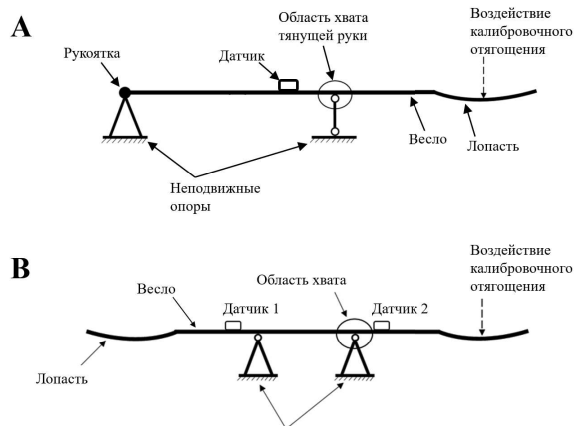 A
Рукоятка
Датчик
Область хвата
тянущей руки
Воздействие
калибровочного
отягощения
Весло
Лопасть
Неподвижные
опоры
B
Весло
Область хвата
Датчик 1
Датчик 2
Воздействие
калибровочного
отягощения
Лопасть